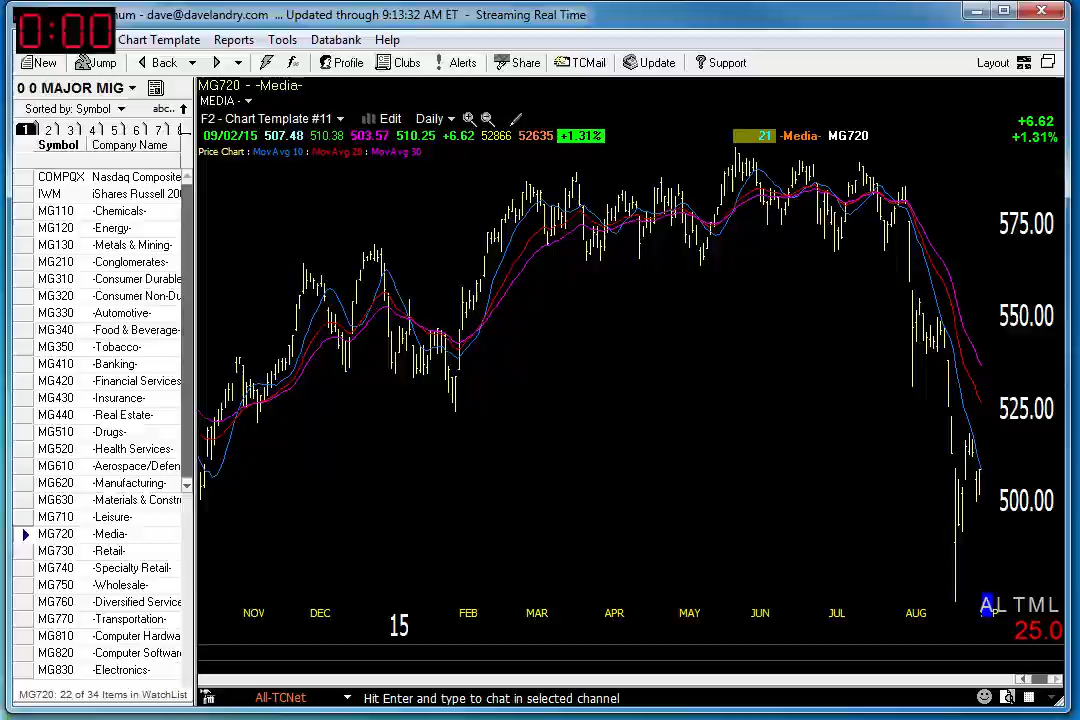 num - dave@davelandry.com ... Updated through 9:13:32 AM ET - Streaming Real Time
0:00
Chart Template Reports Tools Databank Help
New Jump Back Profile Clubs Alerts Share TCMail Update Support Layout
0 0 MAJOR MIG
Sorted by: Symbol abc..
1 2 3 4 5 6 7
Symbol Company Name
COMPQX Nasdaq Composite
IWM iShares Russell 200
MG110 -Chemicals-
MG120 -Energy-
MG130 -Metals & Mining-
MG210 -Conglomerates-
MG310 -Consumer Durable
MG320 -Consumer Non-Du
MG330 -Automotive-
MG340 -Food & Beverage-
MG350 -Tobacco-
MG410 -Banking-
MG420 -Financial Services
MG430 -Insurance-
MG440 -Real Estate-
MG510 -Drugs-
MG520 -Health Services-
MG610 -Aerospace/Defen
MG620 -Manufacturing-
MG630 -Materials & Constr
MG710 -Leisure-
MG720 -Media-
MG730 -Retail-
MG740 -Specialty Retail-
MG750 -Wholesale-
MG760 -Diversified Service
MG770 -Transportation-
MG810 -Computer Hardwa
MG820 -Computer Softwar
MG830 -Electronics-
MG720: 22 of 34 Items in WatchList
MG720 - -Media-
MEDIA -
F2 - Chart Template #11 Edit Daily
09/02/15 507.48 510.38 503.57 510.25 +6.62 52866 52635 +1.31%
21 -Media- MG720
+6.62
+1.31%
Price Chart : Mov Avg 10 : Mov Avg 20 : Mov Avg 30
575.00
550.00
525.00
500.00
NOV DEC 15 FEB MAR APR MAY JUN JUL AUG
A L T M L
25.0
All-TCNet Hit Enter and type to chat in selected channel